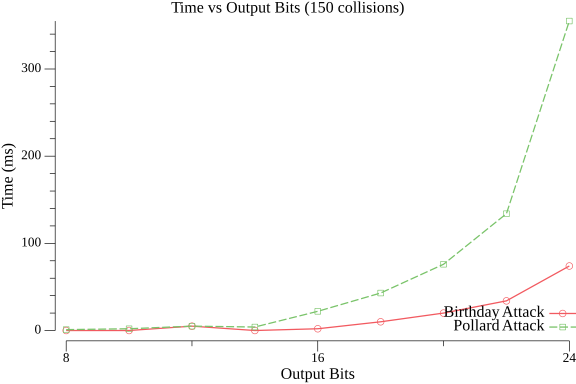 Time vs Output Bits (150 collisions)
300
200
100
0
Time (ms)
Birthday Attack
Pollard Attack
8
16
24
Output Bits